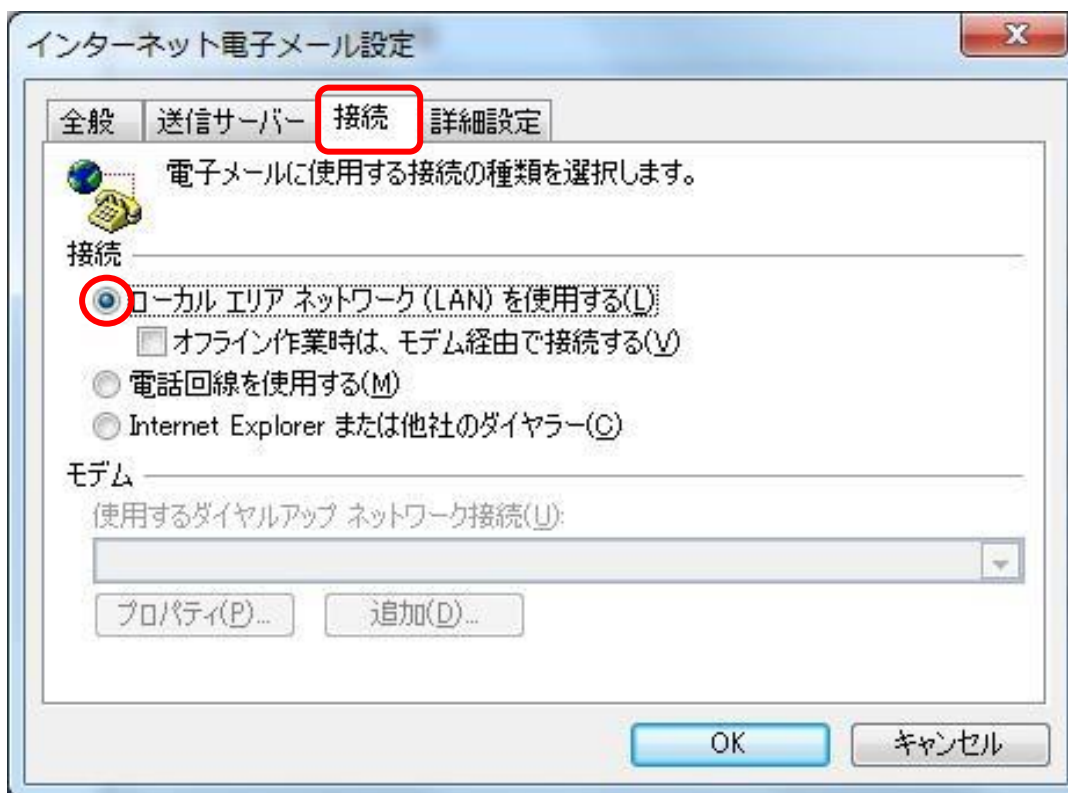 インターネット電子メール設定
全般 送信サーバー 接続 詳細設定
電子メールに使用する接続の種類を選択します。
接続
ローカル エリア ネットワーク (LAN) を使用する(L)
オフライン作業時は、モデム経由で接続する(V)
電話回線を使用する(M)
Internet Explorer または他社のダイヤラー(C)
モデム
使用するダイヤルアップ ネットワーク接続(U):
プロパティ(P)... 追加(D)...
OK キャンセル